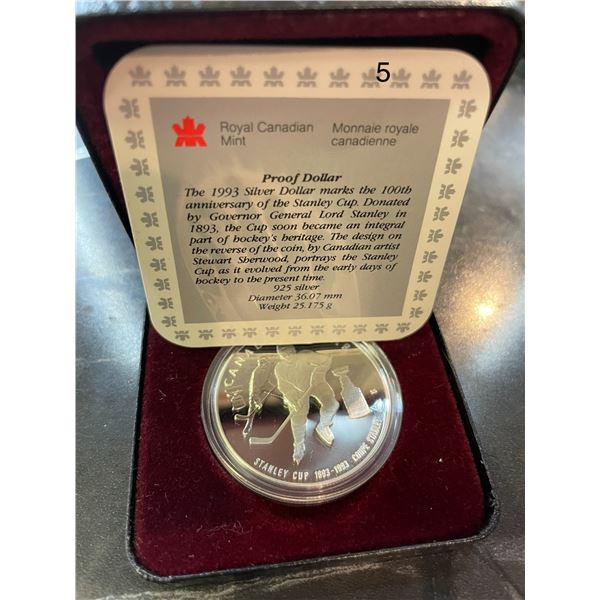 5
Royal Canadian Mint
Monnaie royale canadienne
Proof Dollar
The 1993 Silver Dollar marks the 100th
anniversary of the Stanley Cup. Donated
by Governor General Lord Stanley in
1893, the Cup soon became an integral
part of hockey's heritage. The design on
the reverse of the coin, by Canadian artist
Stewart Sherwood, portrays the Stanley
Cup as it evolved from the early days of
hockey to the present time.
925 silver
Diameter 36.07 mm
Weight 25.175 g
CANADA
STANLEY CUP 1893-1993 COUPE STANLEY